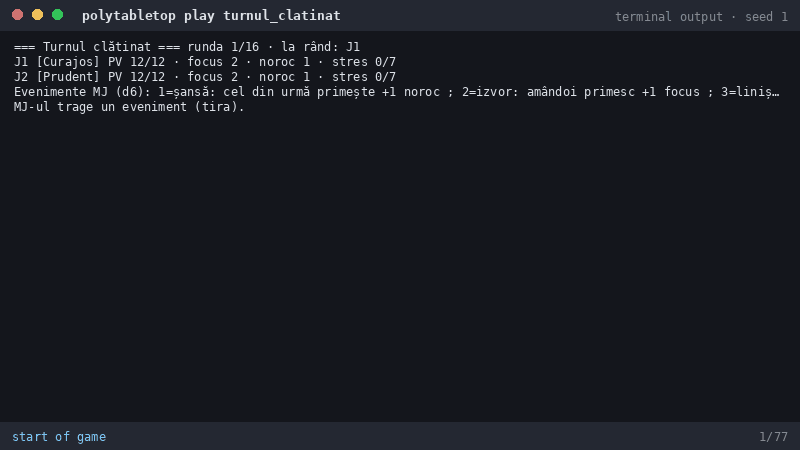 polytabletop play turnul_clatinat
terminal output · seed 1
=== Turnul clătinat === runda 1/16 · la rând: J1
J1 [Curajos] PV 12/12 · focus 2 · noroc 1 · stres 0/7
J2 [Prudent] PV 12/12 · focus 2 · noroc 1 · stres 0/7
Evenimente MJ (d6): 1=șansă: cel din urmă primește +1 noroc ; 2=izvor: amândoi primesc +1 focus ; 3=liniș…
MJ-ul trage un eveniment (tira).
start of game
1/77